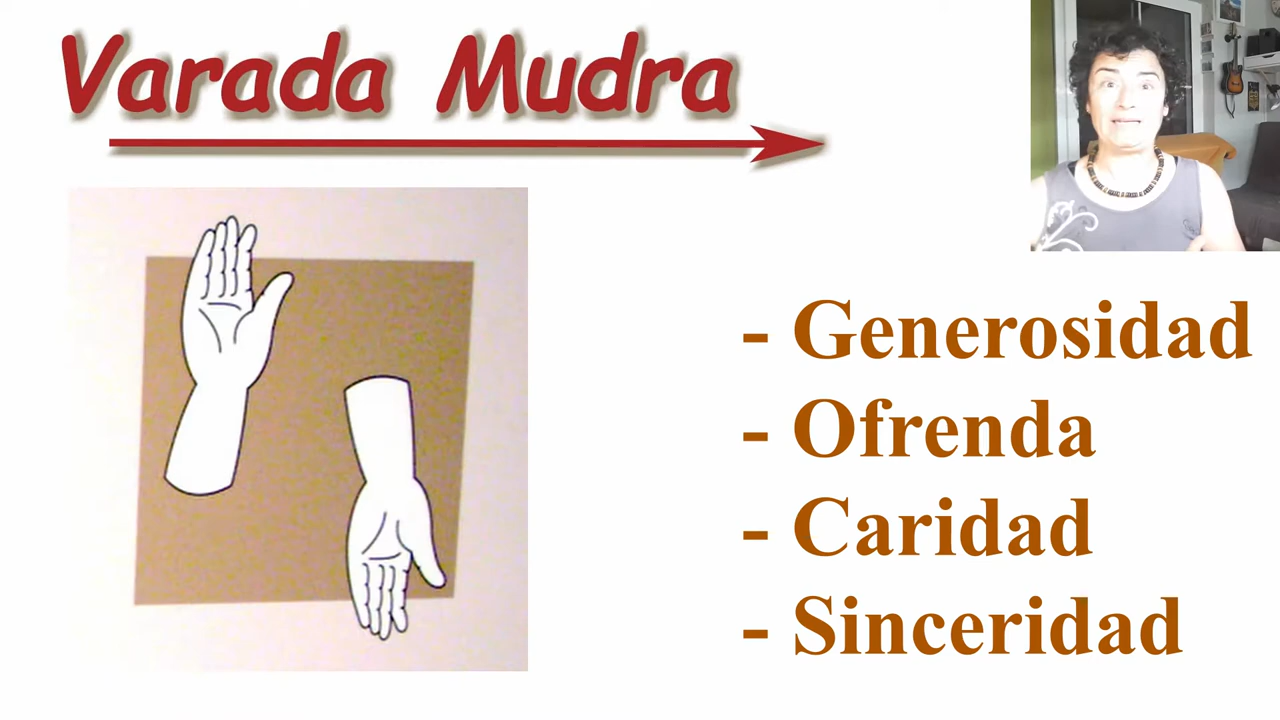 Varada Mudra
- Generosidad
- Ofrenda
- Caridad
- Sinceridad